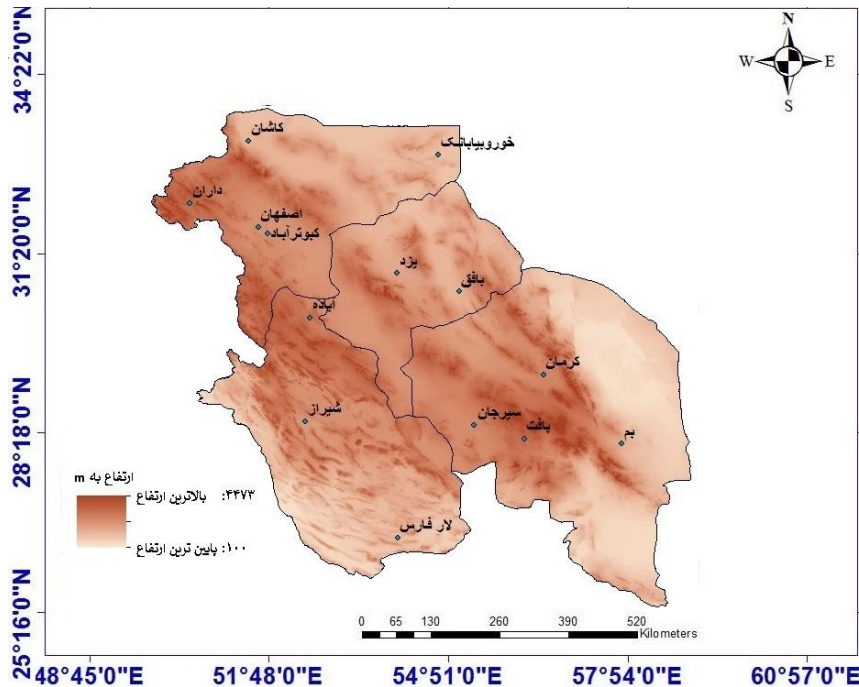 34°22'0"N
31°20'0"N
28°18'0"N
25°16'0"N
N
W
E
S
کاشان
خوروبیابانک
داران
اصفهان
کبوترآباد
یزد
بافق
اباده
کرمان
شیراز
سیرجان
بافت
بم
لار فارس
ارتفاع به m
بالاترین ارتفاع :۴۴۷۳
پایین ترین ارتفاع :۱۰۰
0 65 130 260 390 520
Kilometers
48°45'0"E 51°48'0"E 54°51'0"E 57°54'0"E 60°57'0"E